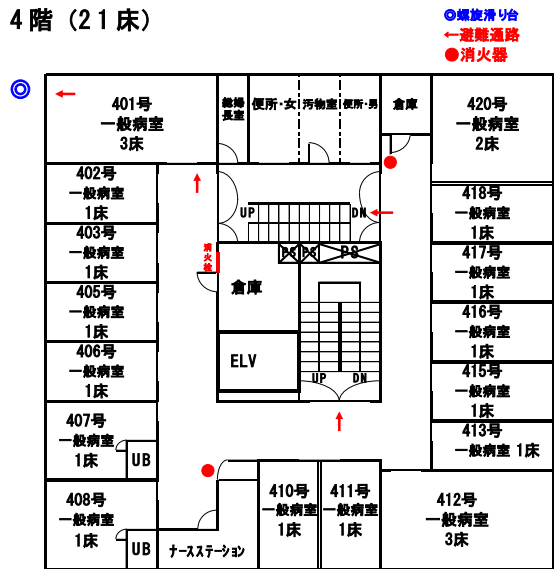 4階（21床）
◎螺旋滑り台
←避難通路
●消火器
401号
一般病室
3床
総婦
長室
便所・女
汚物室
便所・男
倉庫
420号
一般病室
2床
402号
一般病室
1床
403号
一般病室
1床
405号
一般病室
1床
406号
一般病室
1床
407号
一般病室
1床
UB
408号
一般病室
1床
UB
UP
DN
消火栓
PS
PS
PS
倉庫
ELV
UP
DN
418号
一般病室
1床
417号
一般病室
1床
416号
一般病室
1床
415号
一般病室
1床
413号
一般病室 1床
410号
一般病室
1床
411号
一般病室
1床
412号
一般病室
3床
ナースステーション